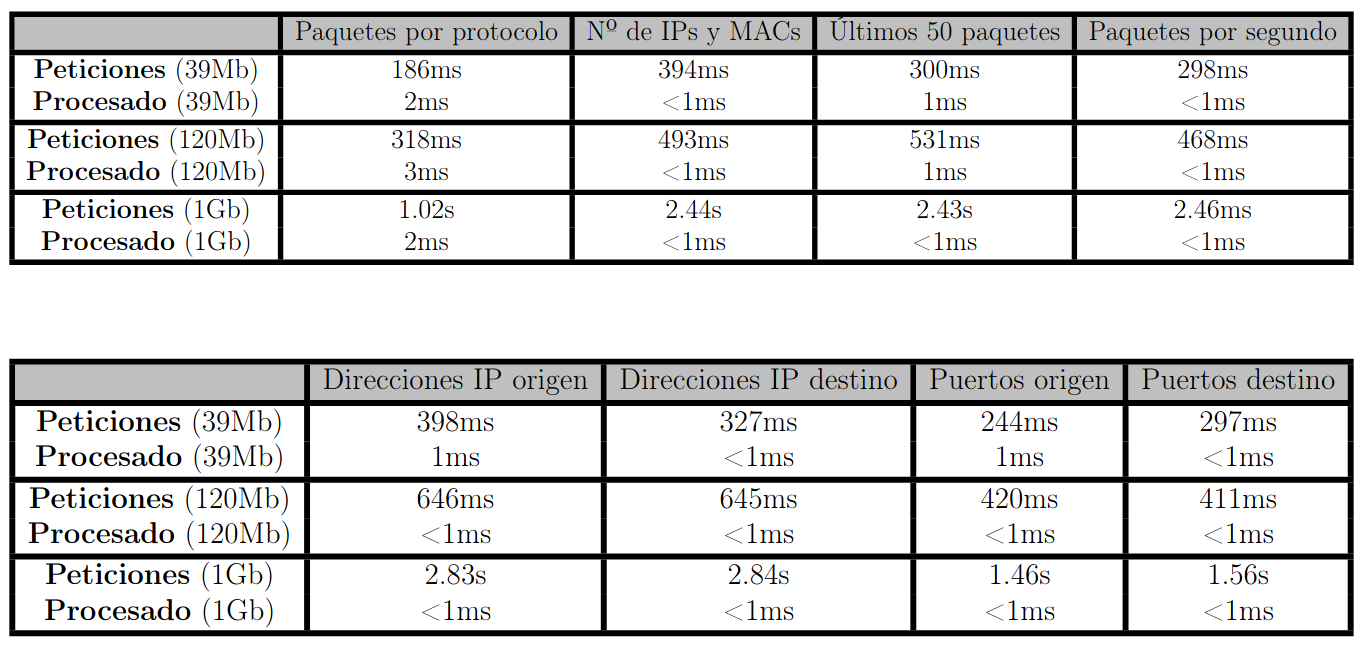 Paquetes por protocolo Nº de IPs y MACs Últimos 50 paquetes Paquetes por segundo
Peticiones (39Mb) 186ms 394ms 300ms 298ms
Procesado (39Mb) 2ms <1ms 1ms <1ms
Peticiones (120Mb) 318ms 493ms 531ms 468ms
Procesado (120Mb) 3ms <1ms 1ms <1ms
Peticiones (1Gb) 1.02s 2.44s 2.43s 2.46ms
Procesado (1Gb) 2ms <1ms <1ms <1ms
Direcciones IP origen Direcciones IP destino Puertos origen Puertos destino
Peticiones (39Mb) 398ms 327ms 244ms 297ms
Procesado (39Mb) 1ms <1ms 1ms <1ms
Peticiones (120Mb) 646ms 645ms 420ms 411ms
Procesado (120Mb) <1ms <1ms <1ms <1ms
Peticiones (1Gb) 2.83s 2.84s 1.46s 1.56s
Procesado (1Gb) <1ms <1ms <1ms <1ms